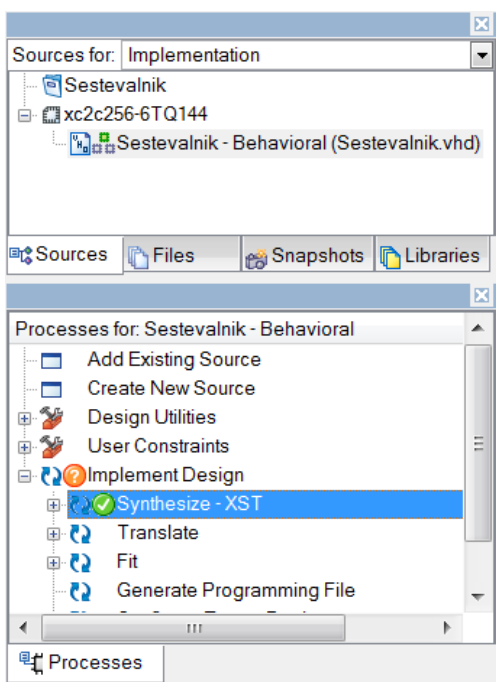 Sources for: Implementation
Sestevalnik
xc2c256-6TQ144
Sestevalnik - Behavioral (Sestevalnik.vhd)
Sources Files Snapshots Libraries
Processes for: Sestevalnik - Behavioral
Add Existing Source
Create New Source
Design Utilities
User Constraints
Implement Design
Synthesize - XST
Translate
Fit
Generate Programming File
Processes